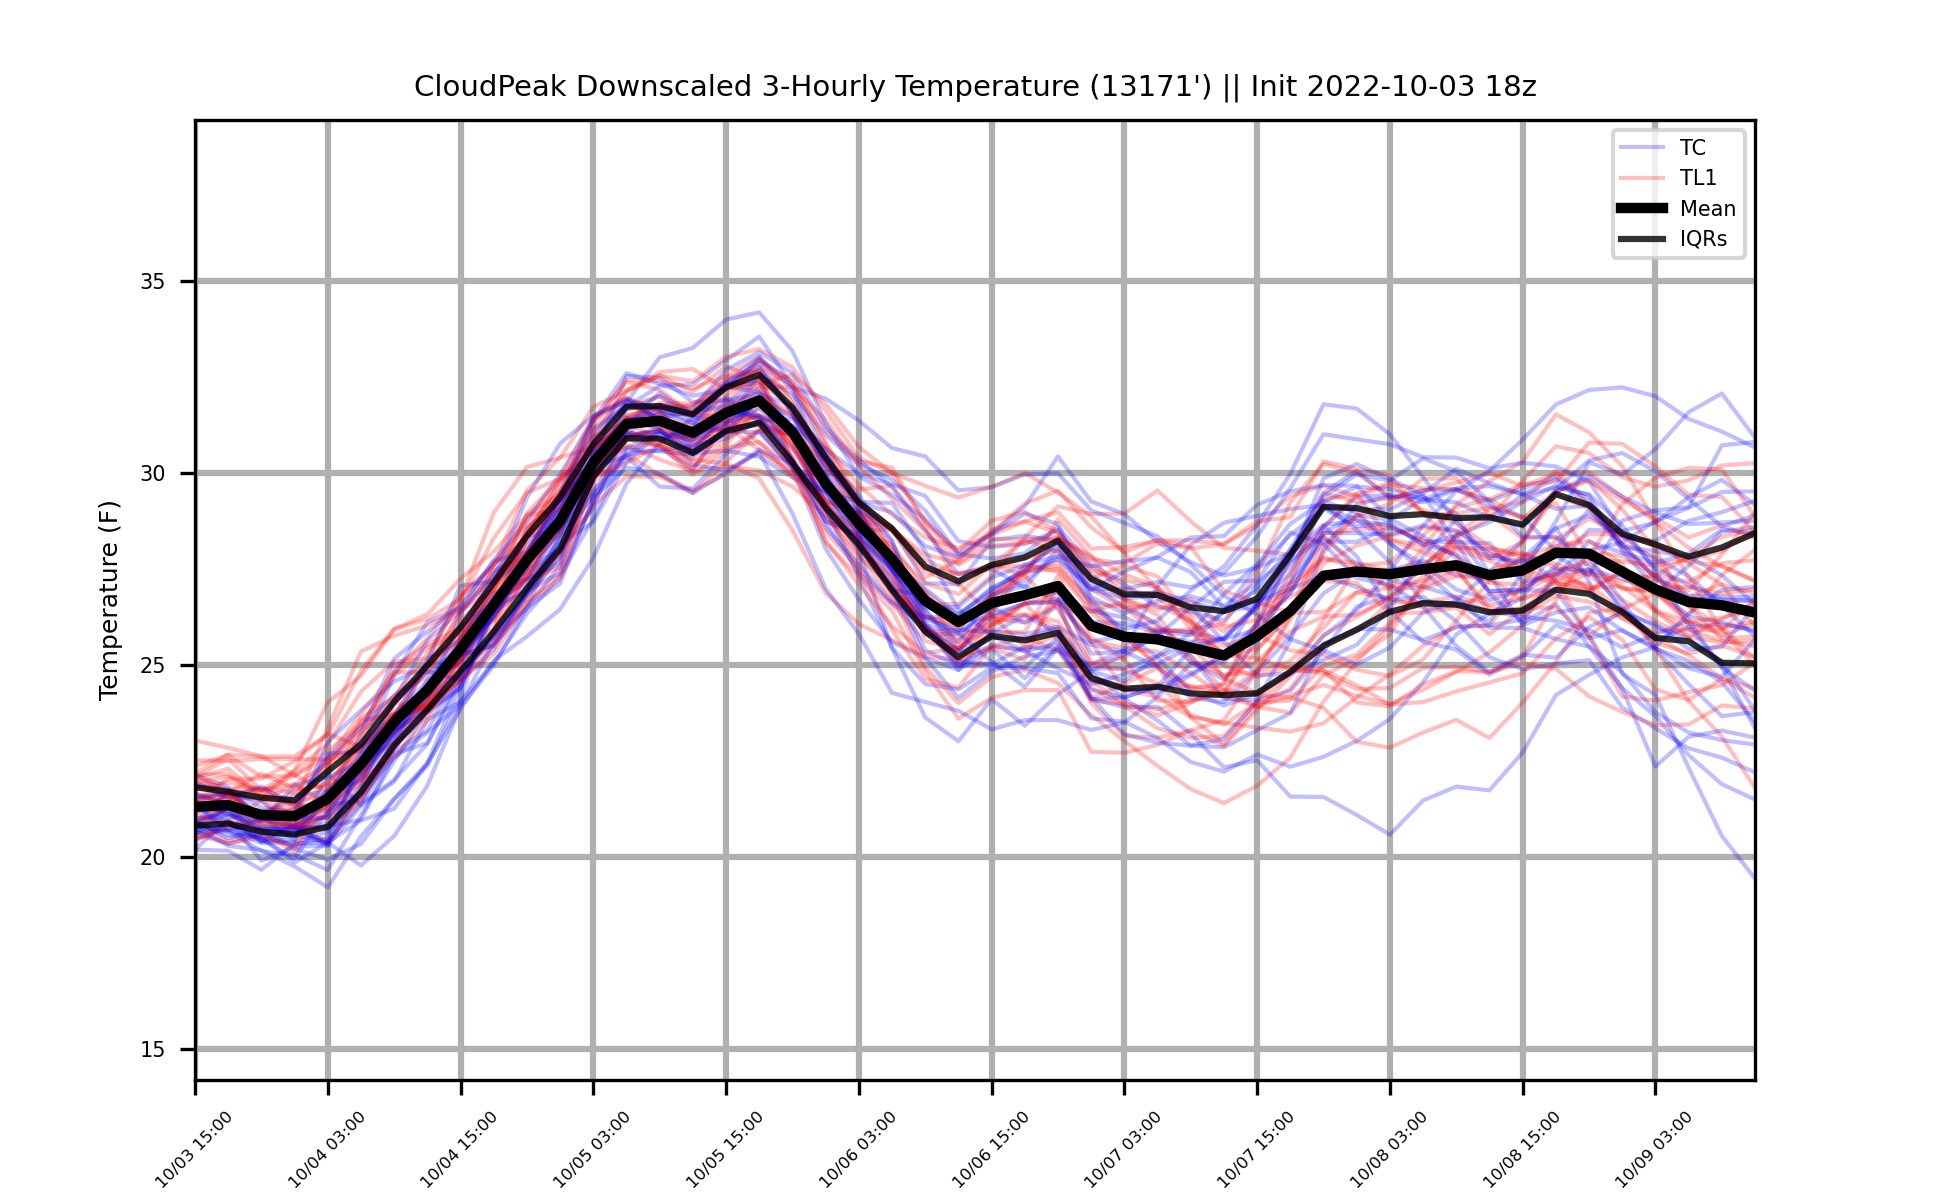 CloudPeak Downscaled 3-Hourly Temperature (13171') || Init 2022-10-03 18z
TC
TL1
Mean
IQRs
Temperature (F)
35
30
25
20
15
10/03 15:00
10/04 03:00
10/04 15:00
10/05 03:00
10/05 15:00
10/06 03:00
10/06 15:00
10/07 03:00
10/07 15:00
10/08 03:00
10/08 15:00
10/09 03:00